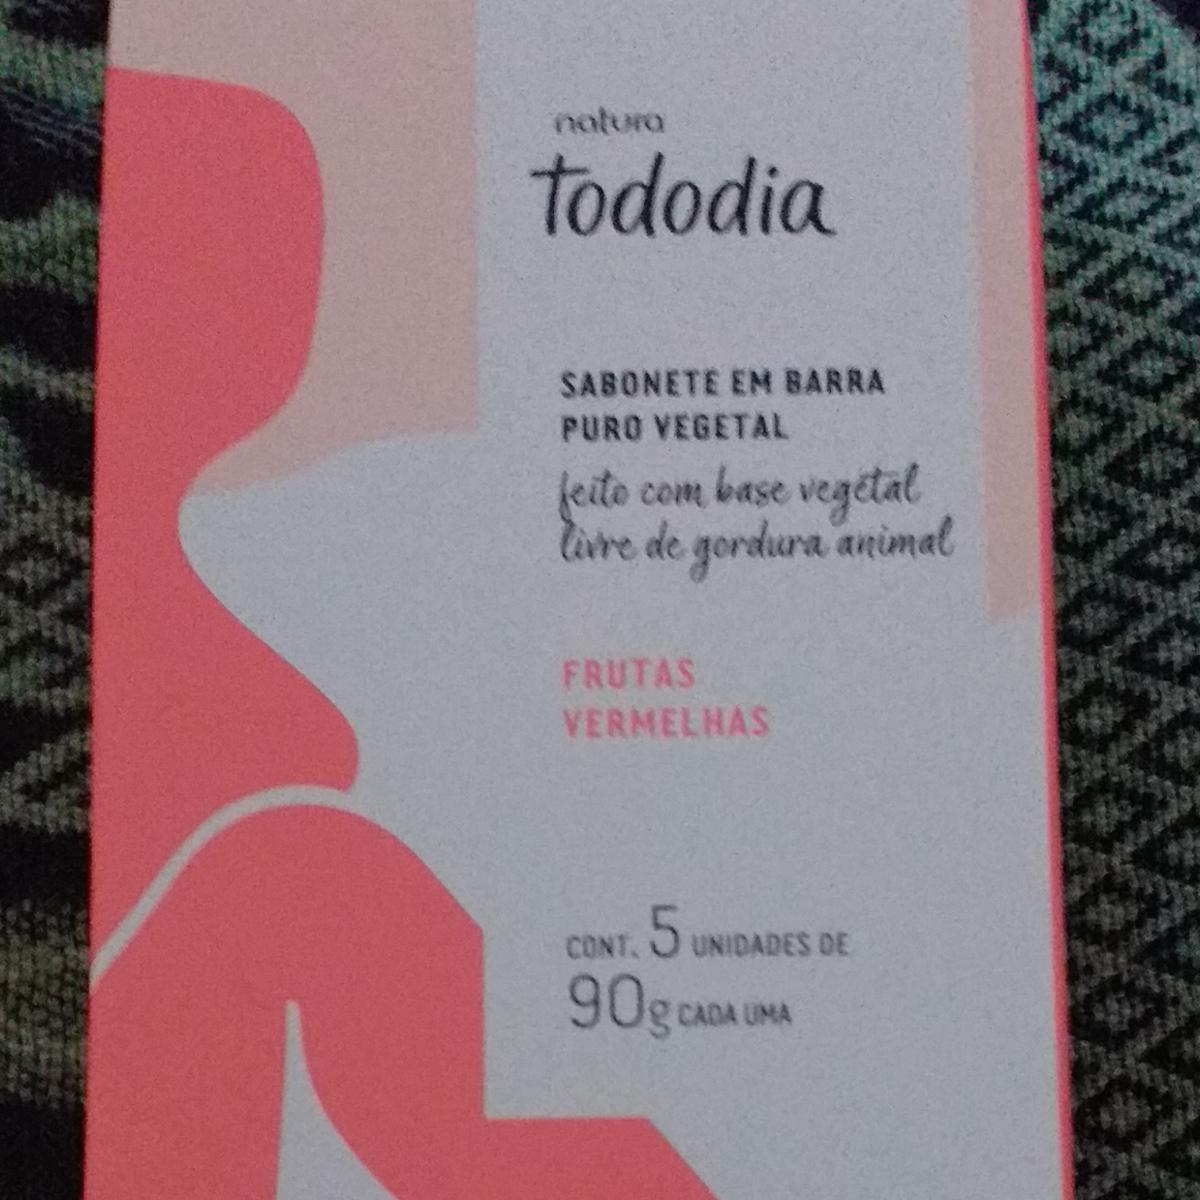 natura
tododia
SABONETE EM BARRA
PURO VEGETAL
feito com base vegetal
livre de gordura animal
FRUTAS
VERMELHAS
CONT. 5 UNIDADES DE
90g CADA UMA